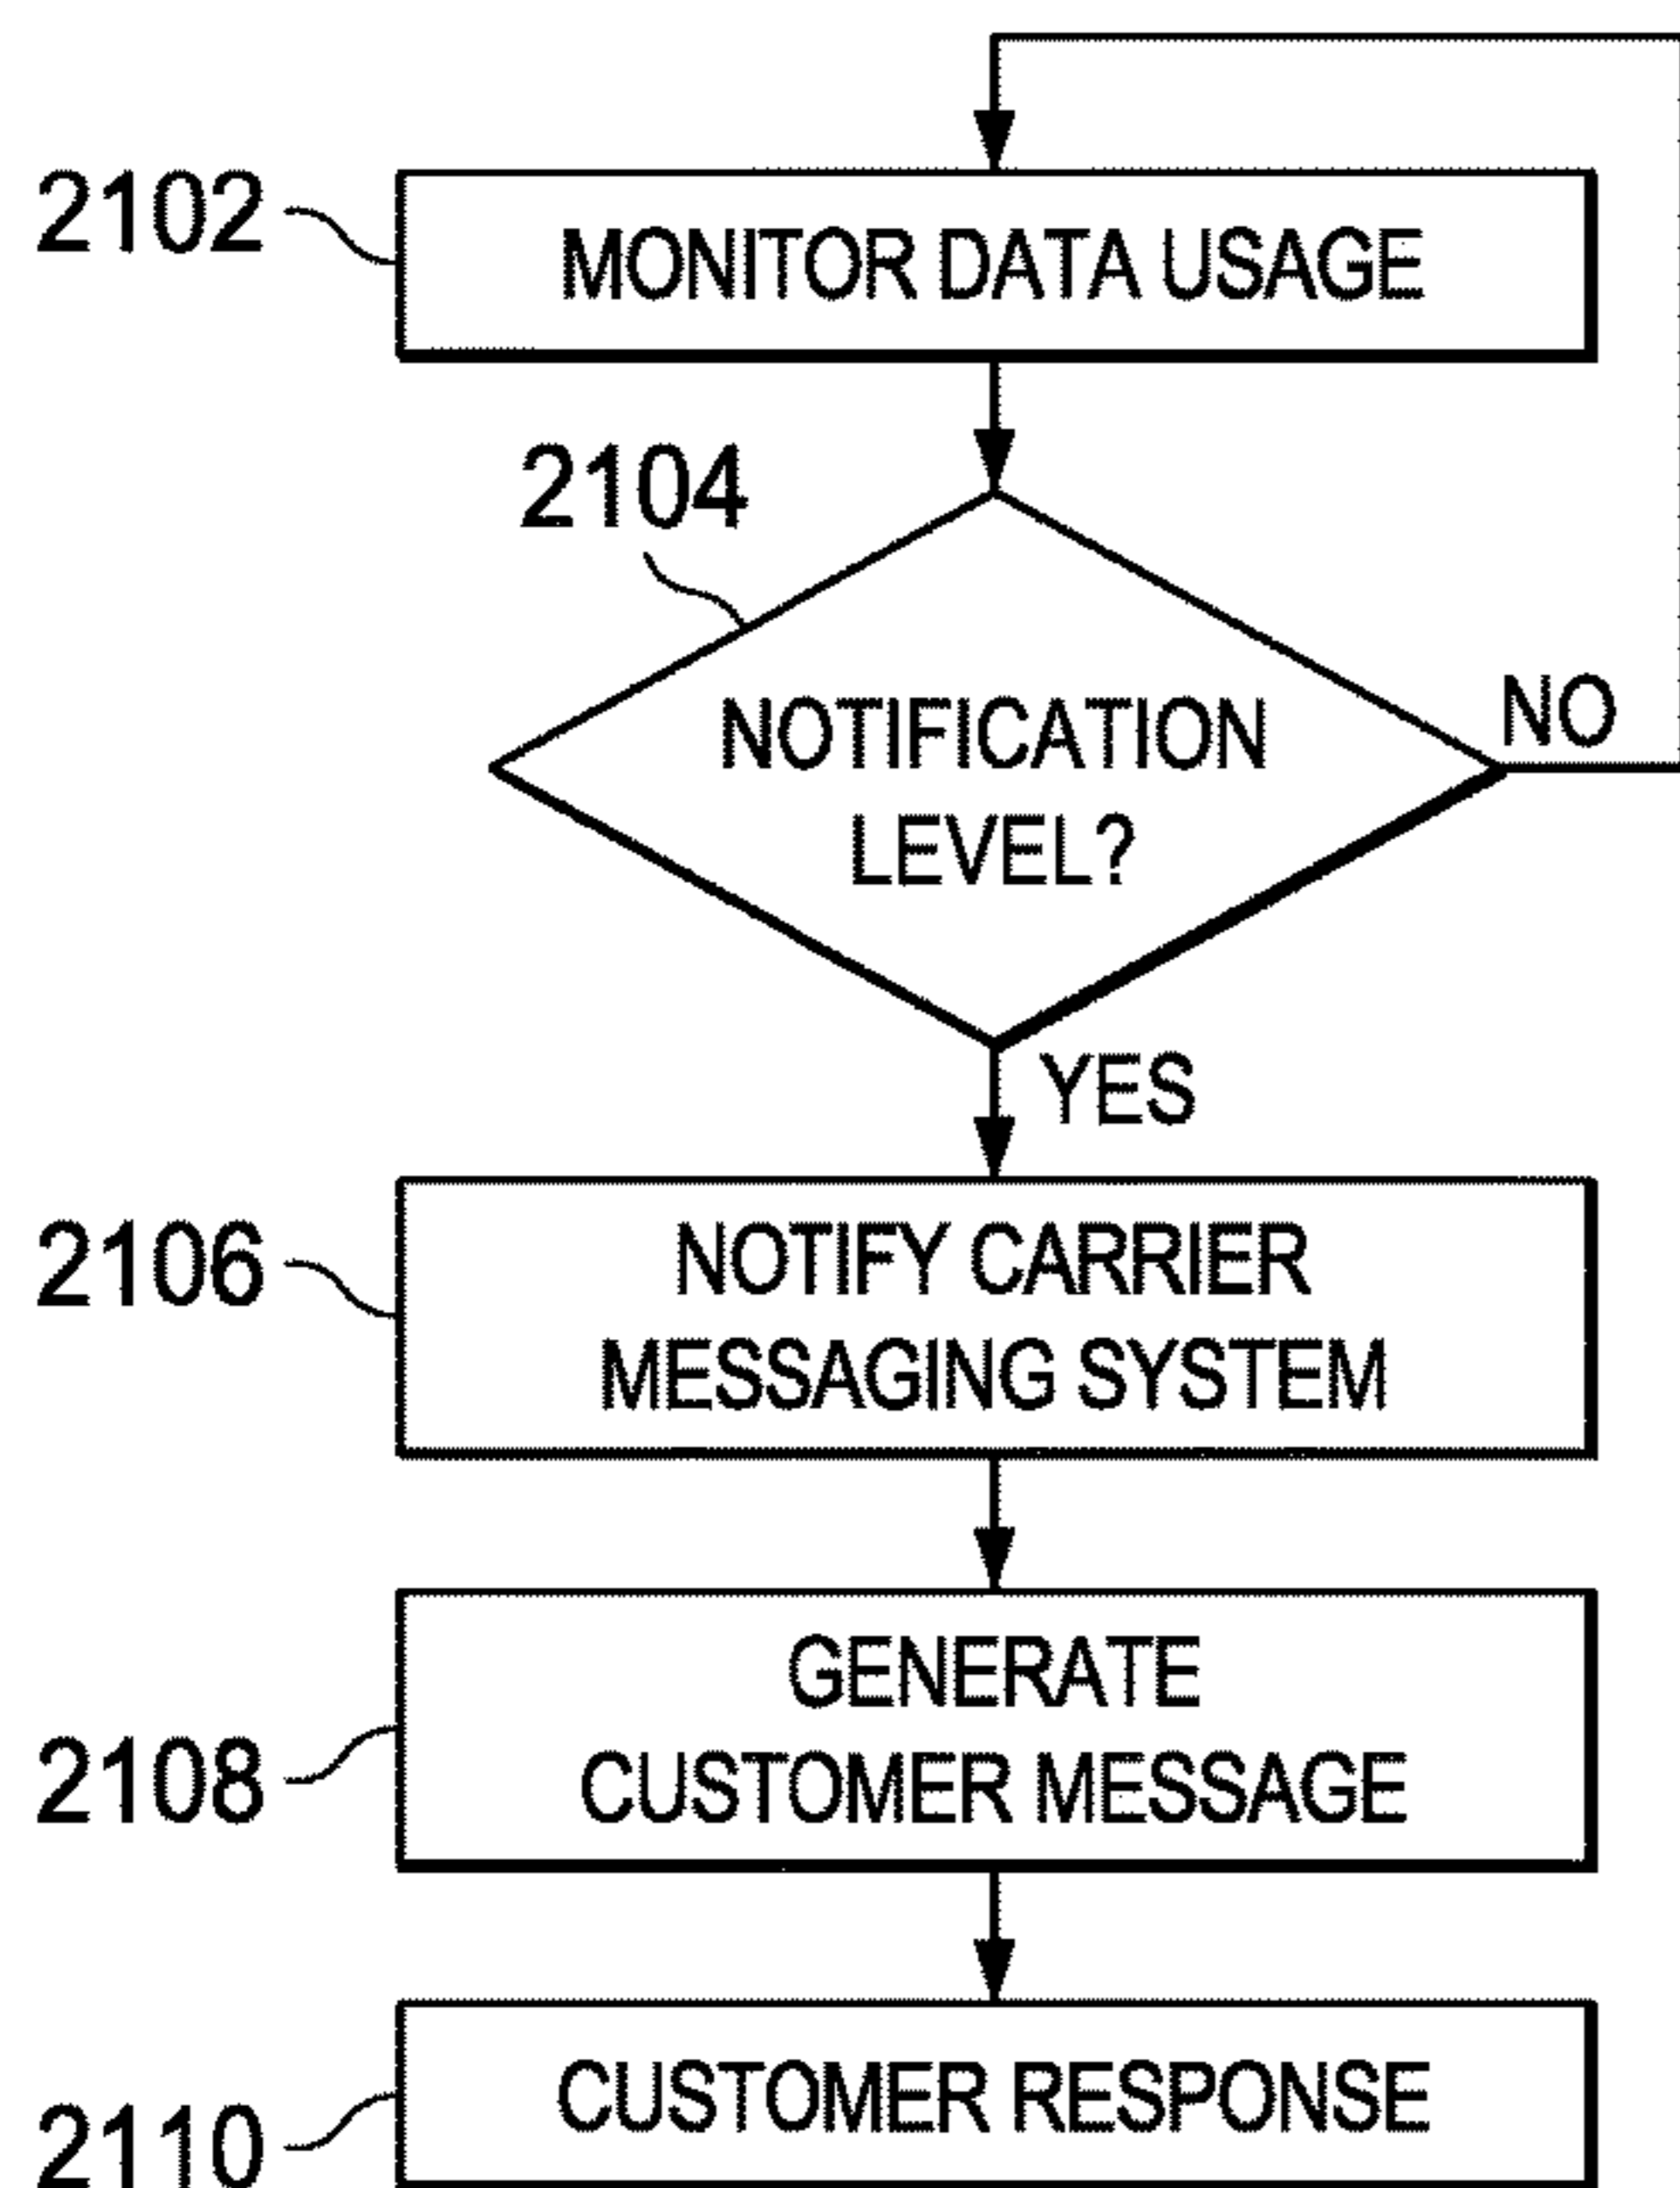 2102
MONITOR DATA USAGE
2104
NOTIFICATION
LEVEL?
NO
YES
2106
NOTIFY CARRIER
MESSAGING SYSTEM
2108
GENERATE
CUSTOMER MESSAGE
2110
CUSTOMER RESPONSE